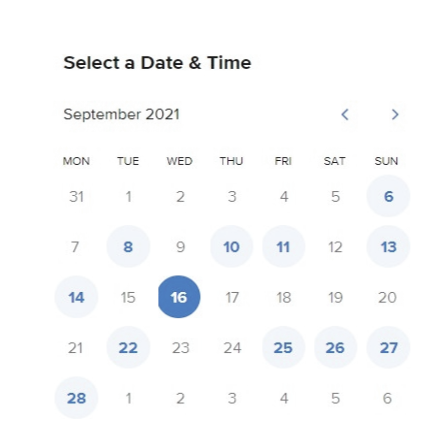 Select a Date & Time
September 2021
MON TUE WED THU FRI SAT SUN
31 1 2 3 4 5 6
7 8 9 10 11 12 13
14 15 16 17 18 19 20
21 22 23 24 25 26 27
28 1 2 3 4 5 6